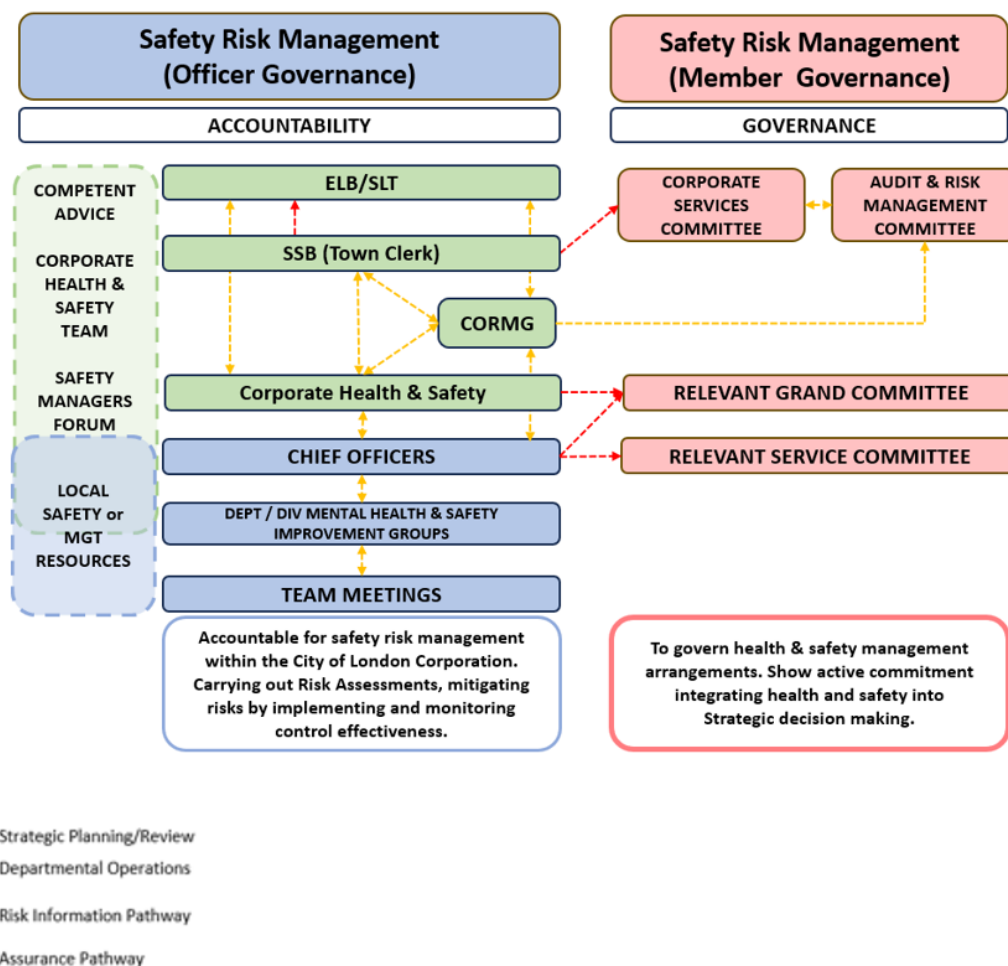 Safety Risk Management
(Officer Governance)
Safety Risk Management
(Member Governance)
ACCOUNTABILITY
GOVERNANCE
COMPETENT
ADVICE
CORPORATE
HEALTH &
SAFETY
TEAM
SAFETY
MANAGERS
FORUM
LOCAL
SAFETY or
MGT
RESOURCES
ELB/SLT
SSB (Town Clerk)
CORMG
Corporate Health & Safety
CHIEF OFFICERS
DEPT / DIV MENTAL HEALTH & SAFETY
IMPROVEMENT GROUPS
TEAM MEETINGS
CORPORATE
SERVICES
COMMITTEE
AUDIT & RISK
MANAGEMENT
COMMITTEE
RELEVANT GRAND COMMITTEE
RELEVANT SERVICE COMMITTEE
Accountable for safety risk management
within the City of London Corporation.
Carrying out Risk Assessments, mitigating
risks by implementing and monitoring
control effectiveness.
To govern health & safety management
arrangements. Show active commitment
integrating health and safety into
Strategic decision making.
Strategic Planning/Review
Departmental Operations
Risk Information Pathway
Assurance Pathway